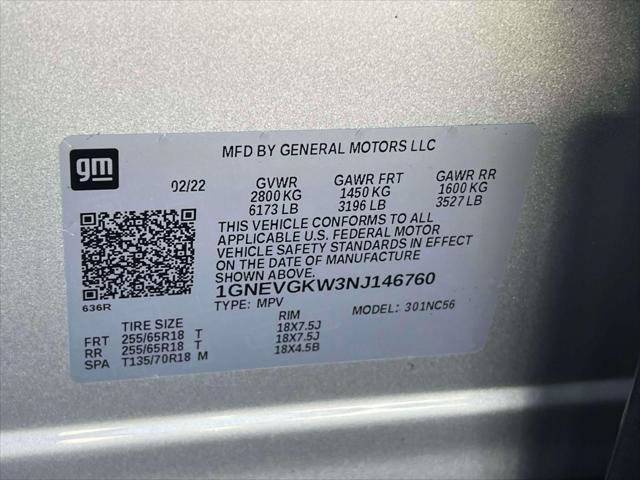 gm
MFD BY GENERAL MOTORS LLC
02/22 GVWR GAWR FRT GAWR RR
2800 KG 1450 KG 1600 KG
6173 LB 3196 LB 3527 LB
THIS VEHICLE CONFORMS TO ALL
APPLICABLE U.S. FEDERAL MOTOR
VEHICLE SAFETY STANDARDS IN EFFECT
ON THE DATE OF MANUFACTURE
SHOWN ABOVE.
636R
1GNEVGKW3NJ146760
TYPE: MPV MODEL: 301NC56
TIRE SIZE RIM
FRT 255/65R18 T 18X7.5J
RR 255/65R18 T 18X7.5J
SPA T135/70R18 M 18X4.5B